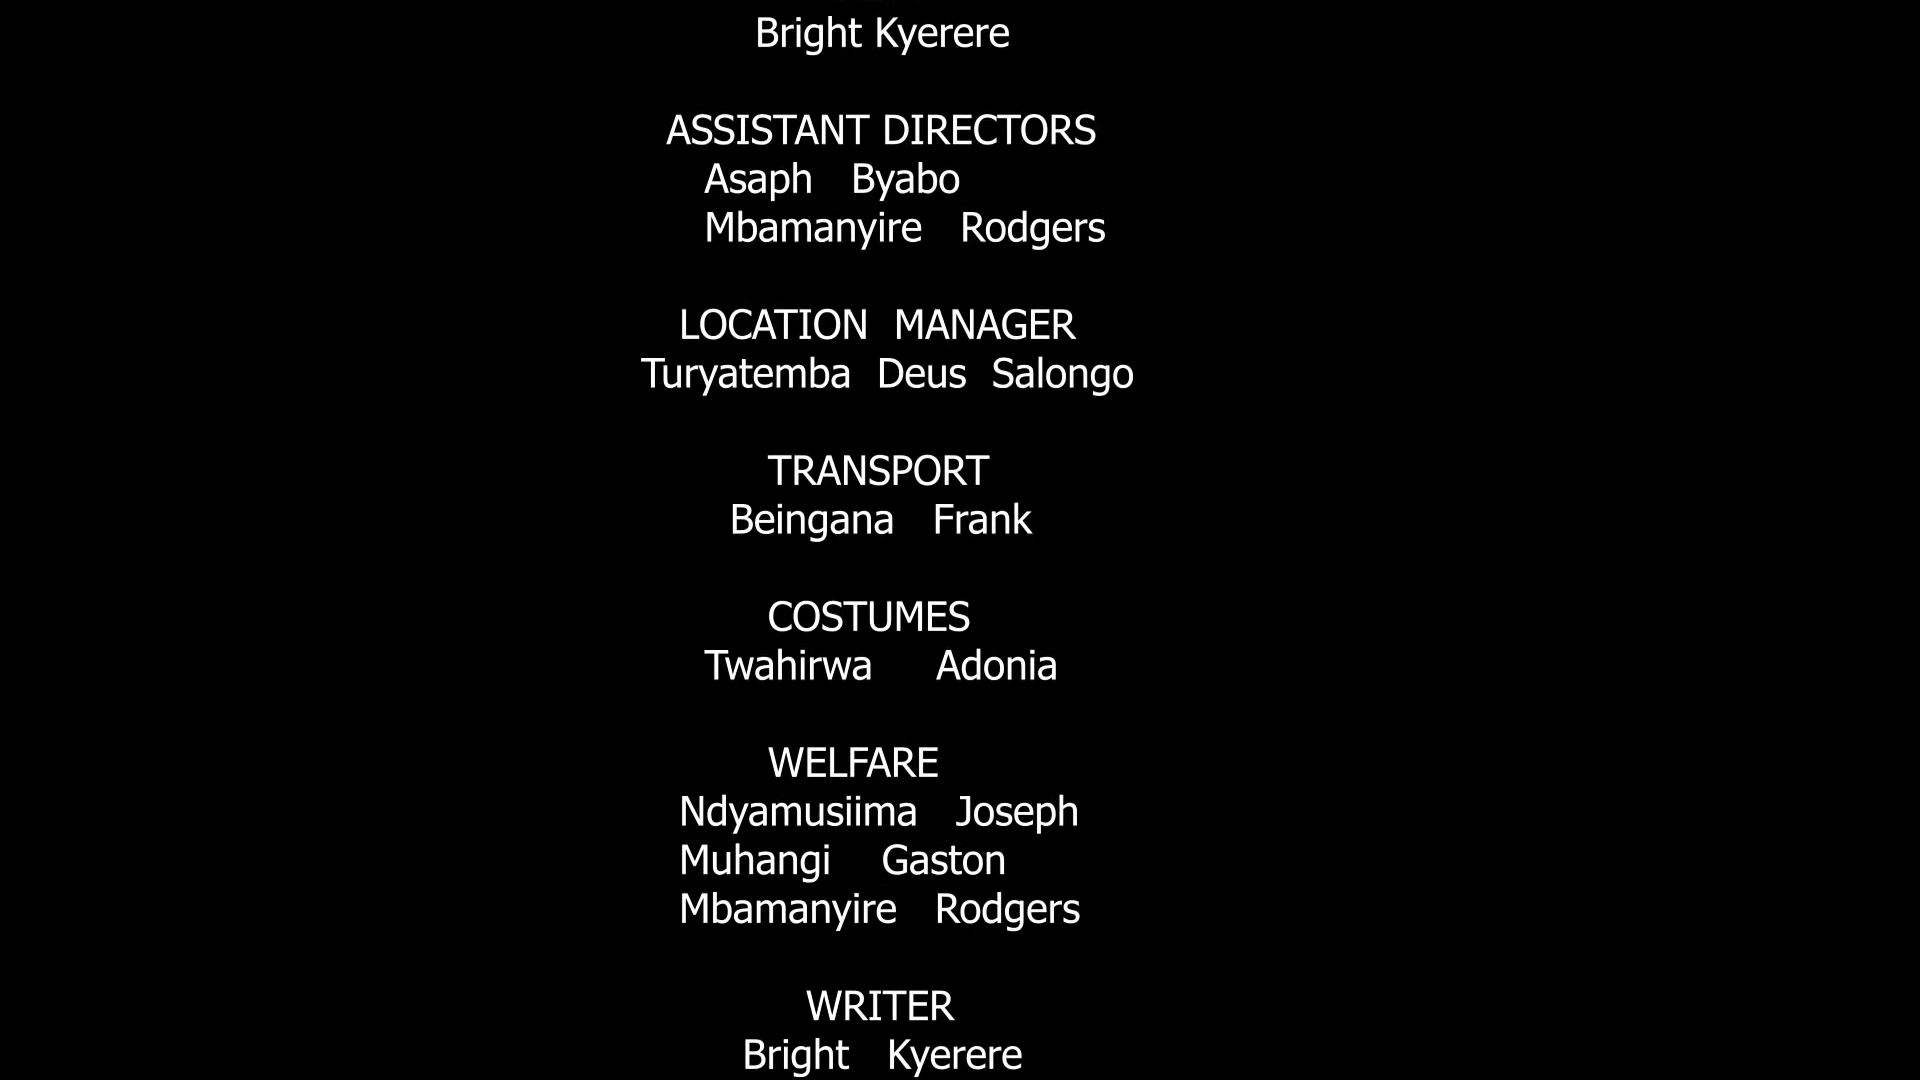 Bright Kyerere
ASSISTANT DIRECTORS
Asaph Byabo
Mbamanyire Rodgers
LOCATION MANAGER
Turyatemba Deus Salongo
TRANSPORT
Beingana Frank
COSTUMES
Twahirwa Adonia
WELFARE
Ndyamusiima Joseph
Muhangi Gaston
Mbamanyire Rodgers
WRITER
Bright Kyerere